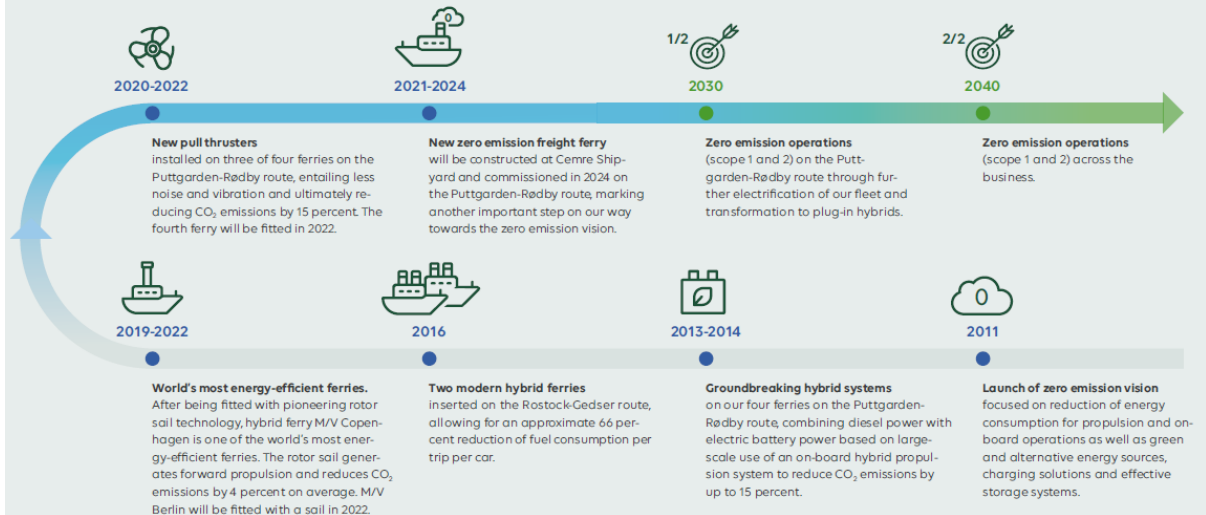 0
1/2
2/2
2020-2022
2021-2024
2030
2040
New pull thrusters
installed on three of four ferries on the
Puttgarden-Rødby route, entailing less
noise and vibration and ultimately re-
ducing CO₂ emissions by 15 percent. The
fourth ferry will be fitted in 2022.
New zero emission freight ferry
will be constructed at Cemre Ship-
yard and commissioned in 2024 on
the Puttgarden-Rødby route, marking
another important step on our way
towards the zero emission vision.
Zero emission operations
(scope 1 and 2) on the Putt-
garden-Rødby route through fur-
ther electrification of our fleet and
transformation to plug-in hybrids.
Zero emission operations
(scope 1 and 2) across the
business.
0
2019-2022
2016
2013-2014
2011
World's most energy-efficient ferries.
After being fitted with pioneering rotor
sail technology, hybrid ferry M/V Copen-
hagen is one of the world's most ener-
gy-efficient ferries. The rotor sail gener-
ates forward propulsion and reduces CO₂
emissions by 4 percent on average. M/V
Berlin will be fitted with a sail in 2022.
Two modern hybrid ferries
inserted on the Rostock-Gedser route,
allowing for an approximate 66 per-
cent reduction of fuel consumption per
trip per car.
Groundbreaking hybrid systems
on our four ferries on the Puttgarden-
Rødby route, combining diesel power with
electric battery power based on large-
scale use of an on-board hybrid propul-
sion system to reduce CO₂ emissions by
up to 15 percent.
Launch of zero emission vision
focused on reduction of energy
consumption for propulsion and on-
board operations as well as green
and alternative energy sources,
charging solutions and effective
storage systems.